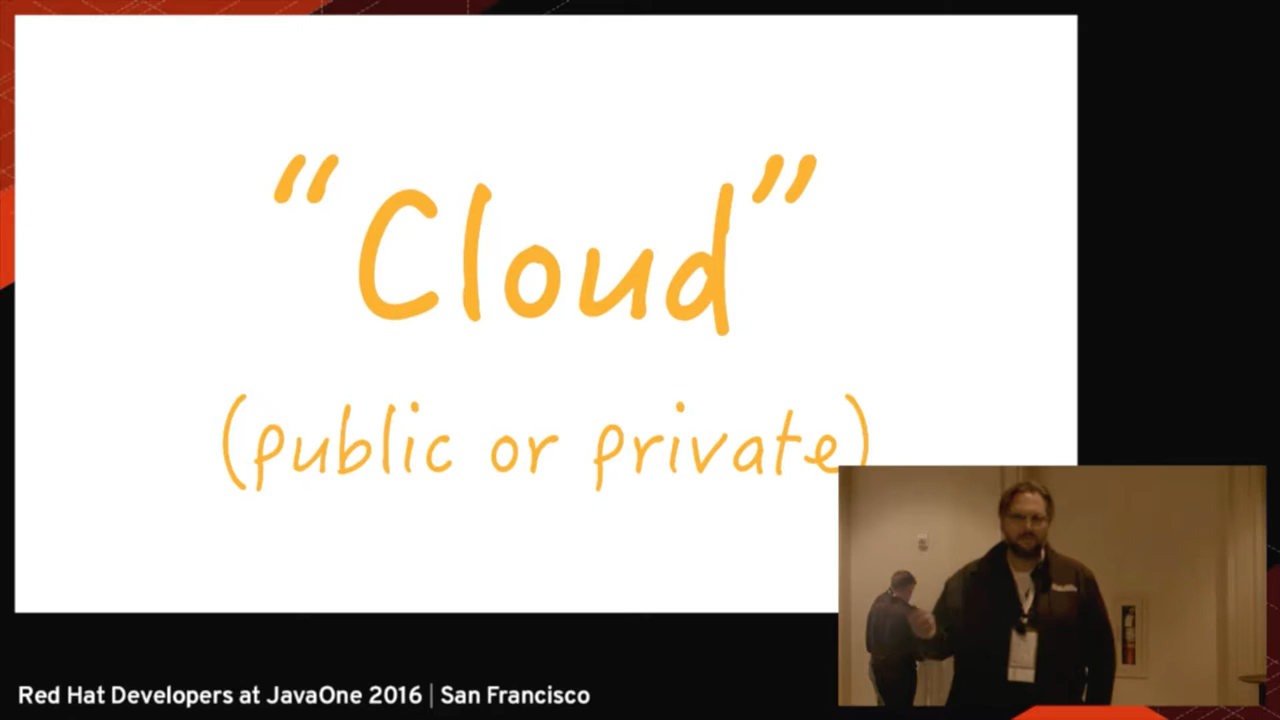 “Cloud”
(public or private)
Red Hat Developers at JavaOne 2016 | San Francisco